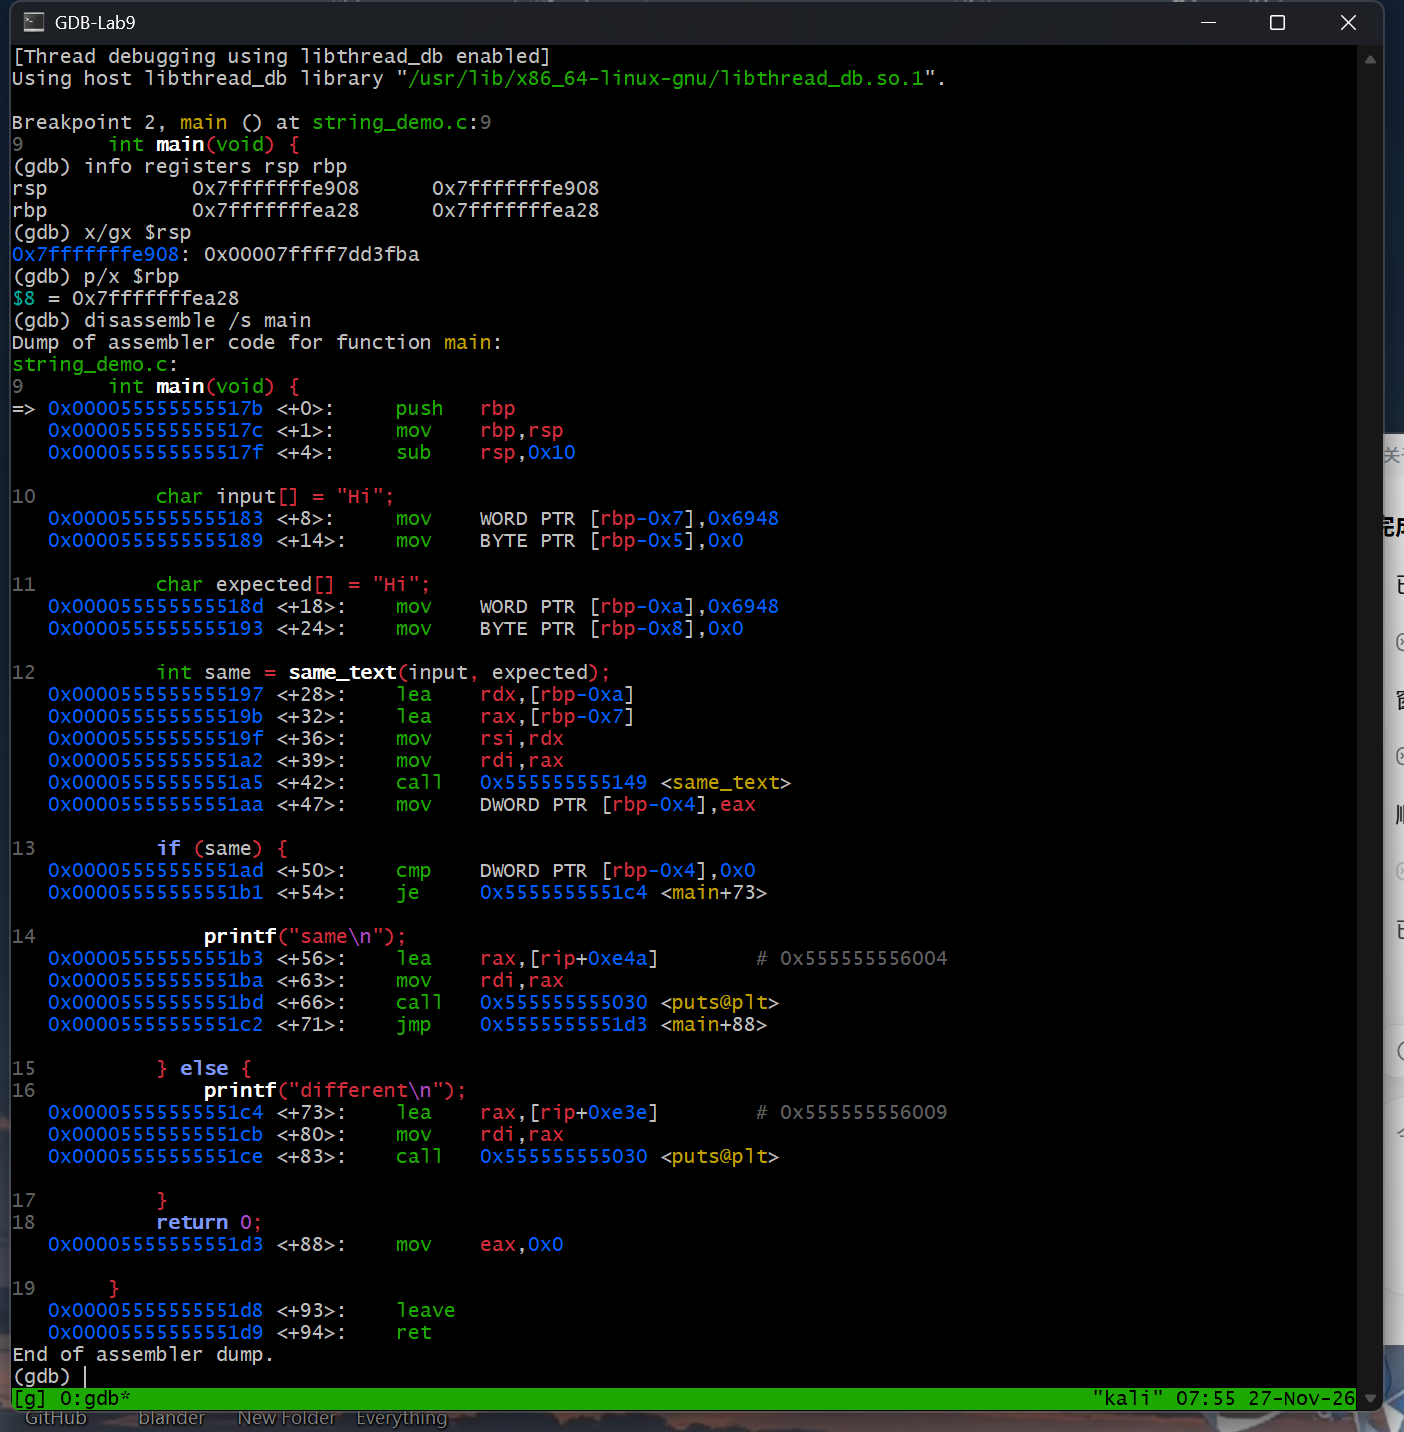 GDB-Lab9
[Thread debugging using libthread_db enabled]
Using host libthread_db library "/usr/lib/x86_64-linux-gnu/libthread_db.so.1".
Breakpoint 2, main () at string_demo.c:9
9       int main(void) {
(gdb) info registers rsp rbp
rsp            0x7fffffffe908      0x7fffffffe908
rbp            0x7fffffffea28      0x7fffffffea28
(gdb) x/gx $rsp
0x7fffffffe908: 0x00007ffff7dd3fba
(gdb) p/x $rbp
$8 = 0x7fffffffea28
(gdb) disassemble /s main
Dump of assembler code for function main:
string_demo.c:
9       int main(void) {
=> 0x000055555555517b <+0>:     push   rbp
   0x000055555555517c <+1>:     mov    rbp,rsp
   0x000055555555517f <+4>:     sub    rsp,0x10
10          char input[] = "Hi";
   0x0000555555555183 <+8>:     mov    WORD PTR [rbp-0x7],0x6948
   0x0000555555555189 <+14>:    mov    BYTE PTR [rbp-0x5],0x0
11          char expected[] = "Hi";
   0x000055555555518d <+18>:    mov    WORD PTR [rbp-0xa],0x6948
   0x0000555555555193 <+24>:    mov    BYTE PTR [rbp-0x8],0x0
12          int same = same_text(input, expected);
   0x0000555555555197 <+28>:    lea    rdx,[rbp-0xa]
   0x000055555555519b <+32>:    lea    rax,[rbp-0x7]
   0x000055555555519f <+36>:    mov    rsi,rdx
   0x00005555555551a2 <+39>:    mov    rdi,rax
   0x00005555555551a5 <+42>:    call   0x555555555149 <same_text>
   0x00005555555551aa <+47>:    mov    DWORD PTR [rbp-0x4],eax
13          if (same) {
   0x00005555555551ad <+50>:    cmp    DWORD PTR [rbp-0x4],0x0
   0x00005555555551b1 <+54>:    je     0x5555555551c4 <main+73>
14              printf("same\n");
   0x00005555555551b3 <+56>:    lea    rax,[rip+0xe4a]        # 0x555555556004
   0x00005555555551ba <+63>:    mov    rdi,rax
   0x00005555555551bd <+66>:    call   0x555555555030 <puts@plt>
   0x00005555555551c2 <+71>:    jmp    0x5555555551d3 <main+88>
15          } else {
16              printf("different\n");
   0x00005555555551c4 <+73>:    lea    rax,[rip+0xe3e]        # 0x555555556009
   0x00005555555551cb <+80>:    mov    rdi,rax
   0x00005555555551ce <+83>:    call   0x555555555030 <puts@plt>
17          }
18          return 0;
   0x00005555555551d3 <+88>:    mov    eax,0x0
19      }
   0x00005555555551d8 <+93>:    leave
   0x00005555555551d9 <+94>:    ret
End of assembler dump.
(gdb)
[g] 0:gdb* "kali" 07:55 27-Nov-26
GitHub blander New Folder Everything